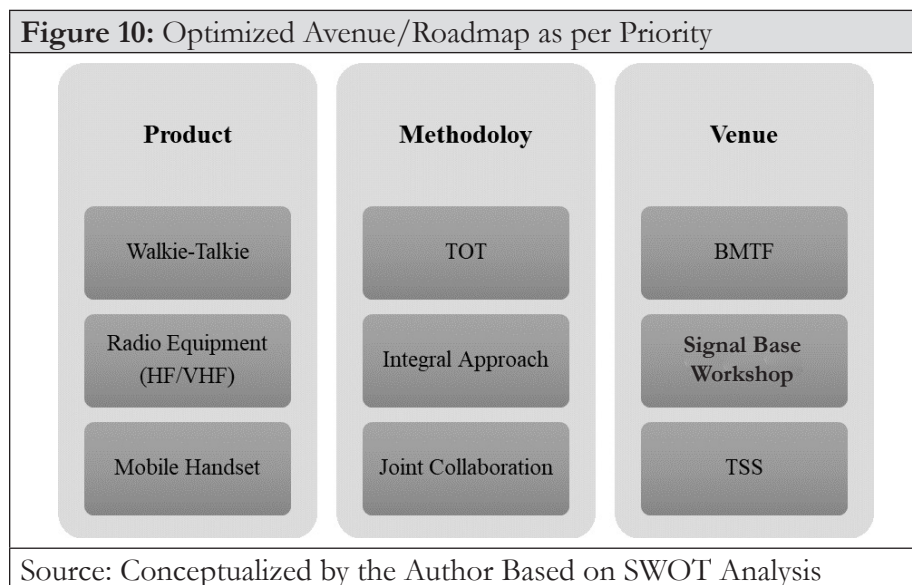 Figure 10: Optimized Avenue/Roadmap as per Priority
Product
Walkie-Talkie
Radio Equipment
(HF/VHF)
Mobile Handset
Methodoloy
TOT
Integral Approach
Joint Collaboration
Venue
BMTF
Signal Base
Workshop
TSS
Source: Conceptualized by the Author Based on SWOT Analysis